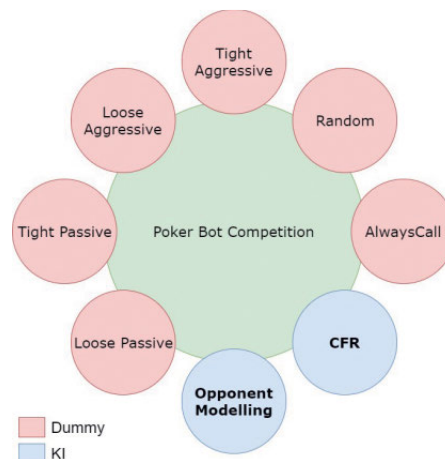 Tight
Aggressive
Loose
Aggressive
Random
Tight Passive
Poker Bot Competition
AlwaysCall
Loose Passive
CFR
Opponent
Modelling
Dummy
KI